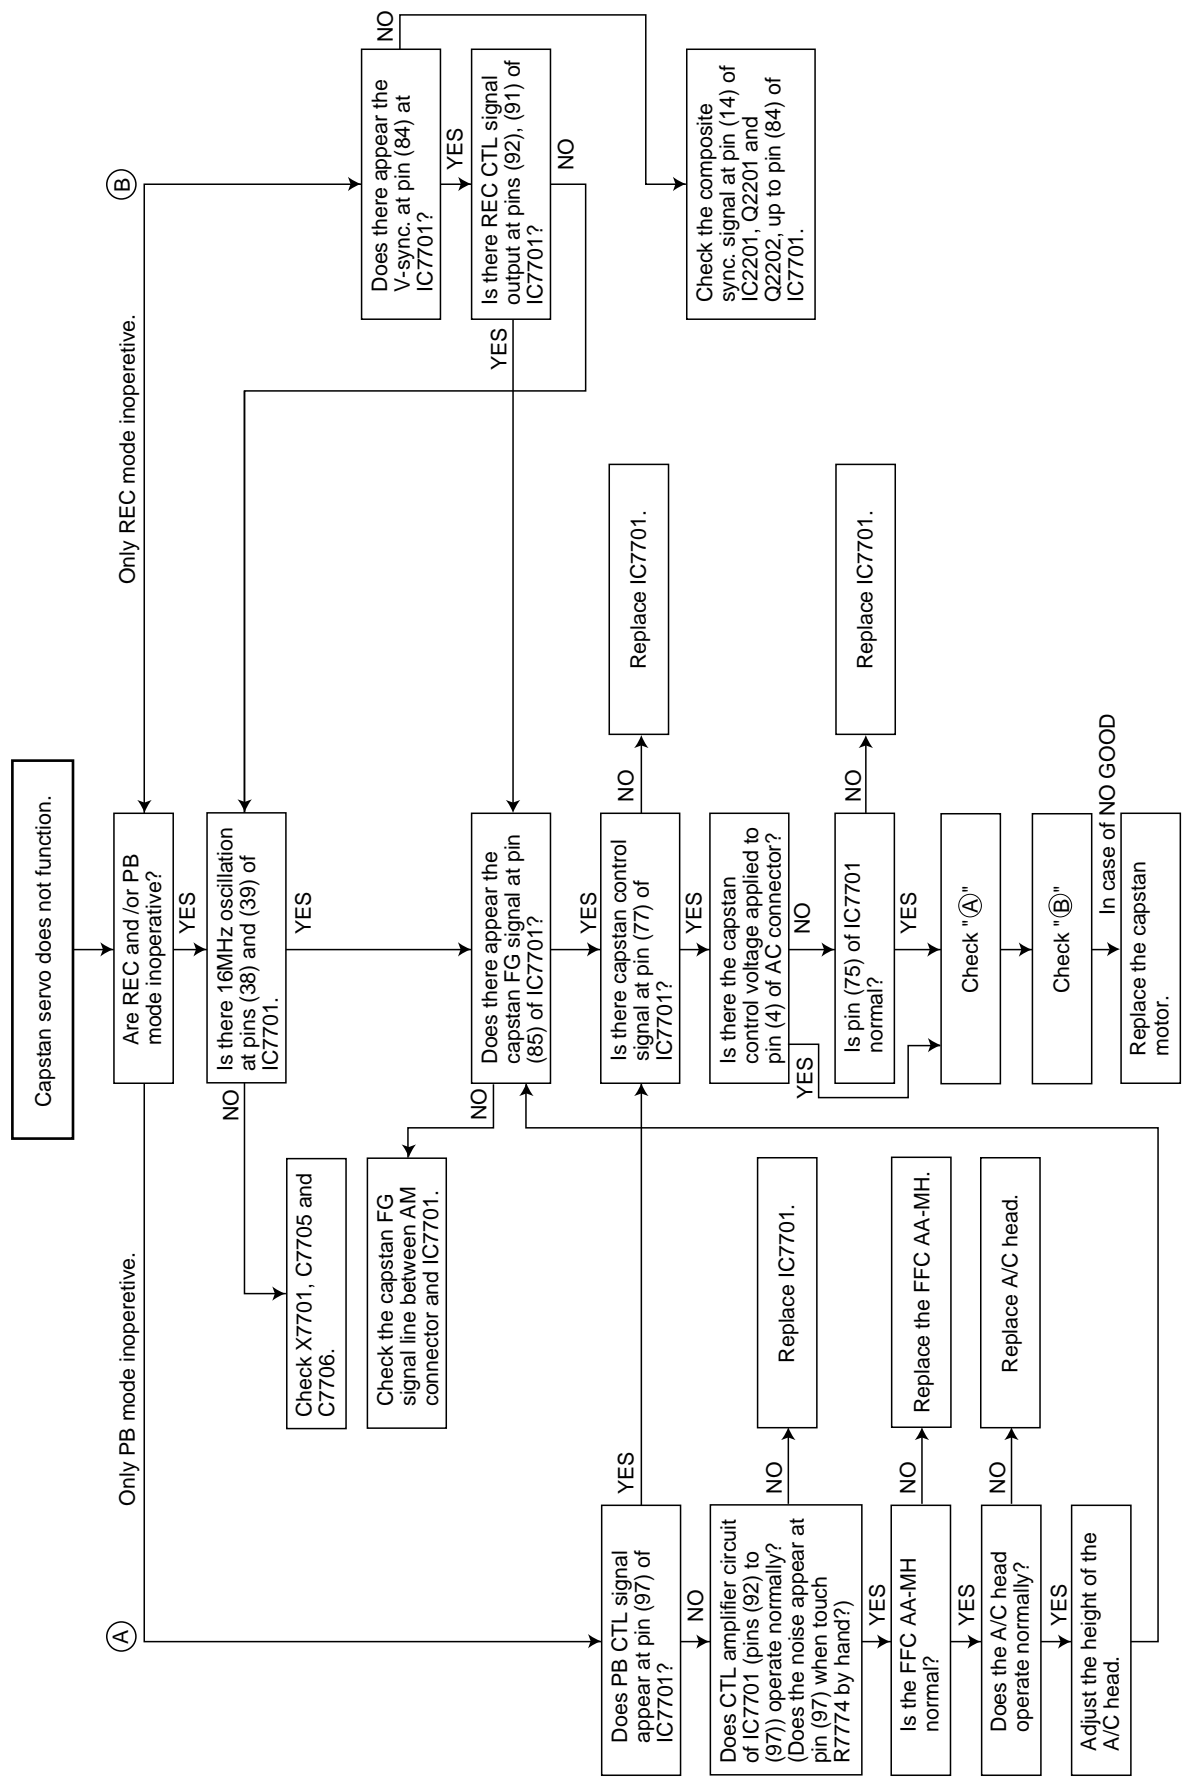 Capstan servo does not function.
Are REC and /or PB
mode inoperative?
Only PB mode inoperetive.
Only REC mode inoperetive.
A
B
YES
Is there 16MHz oscillation
at pins (38) and (39) of
IC7701.
NO
Check X7701, C7705 and
C7706.
YES
Does there appear the
V-sync. at pin (84) at
IC7701?
NO
YES
Is there REC CTL signal
output at pins (92), (91) of
IC7701?
YES
NO
Check the composite
sync. signal at pin (14) of
IC2201, Q2201 and
Q2202, up to pin (84) of
IC7701.
Does there appear the
capstan FG signal at pin
(85) of IC7701?
NO
Check the capstan FG
signal line between AM
connector and IC7701.
YES
Is there capstan control
signal at pin (77) of
IC7701?
NO
Replace IC7701.
YES
Is there the capstan
control voltage applied to
pin (4) of AC connector?
YES
NO
Is pin (75) of IC7701
normal?
NO
Replace IC7701.
YES
Check "A"
Check "B"
In case of NO GOOD
Replace the capstan
motor.
Does PB CTL signal
appear at pin (97) of
IC7701?
YES
NO
Does CTL amplifier circuit
of IC7701 (pins (92) to
(97)) operate normally?
(Does the noise appear at
pin (97) when touch
R7774 by hand?)
NO
Replace IC7701.
YES
Is the FFC AA-MH
normal?
NO
Replace the FFC AA-MH.
YES
Does the A/C head
operate normally?
NO
Replace A/C head.
YES
Adjust the height of the
A/C head.